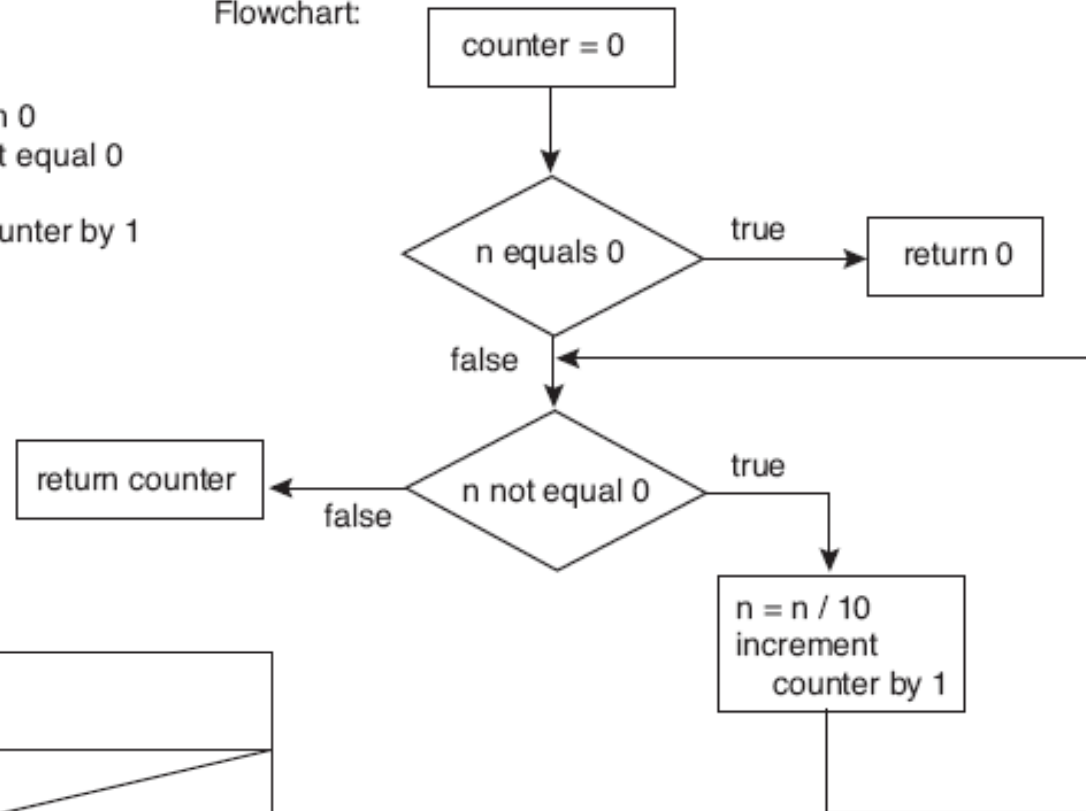 Flowchart:
counter = 0
n 0
t equal 0
unter by 1
n equals 0
true
return 0
false
n not equal 0
true
return counter
false
n = n / 10
increment
counter by 1